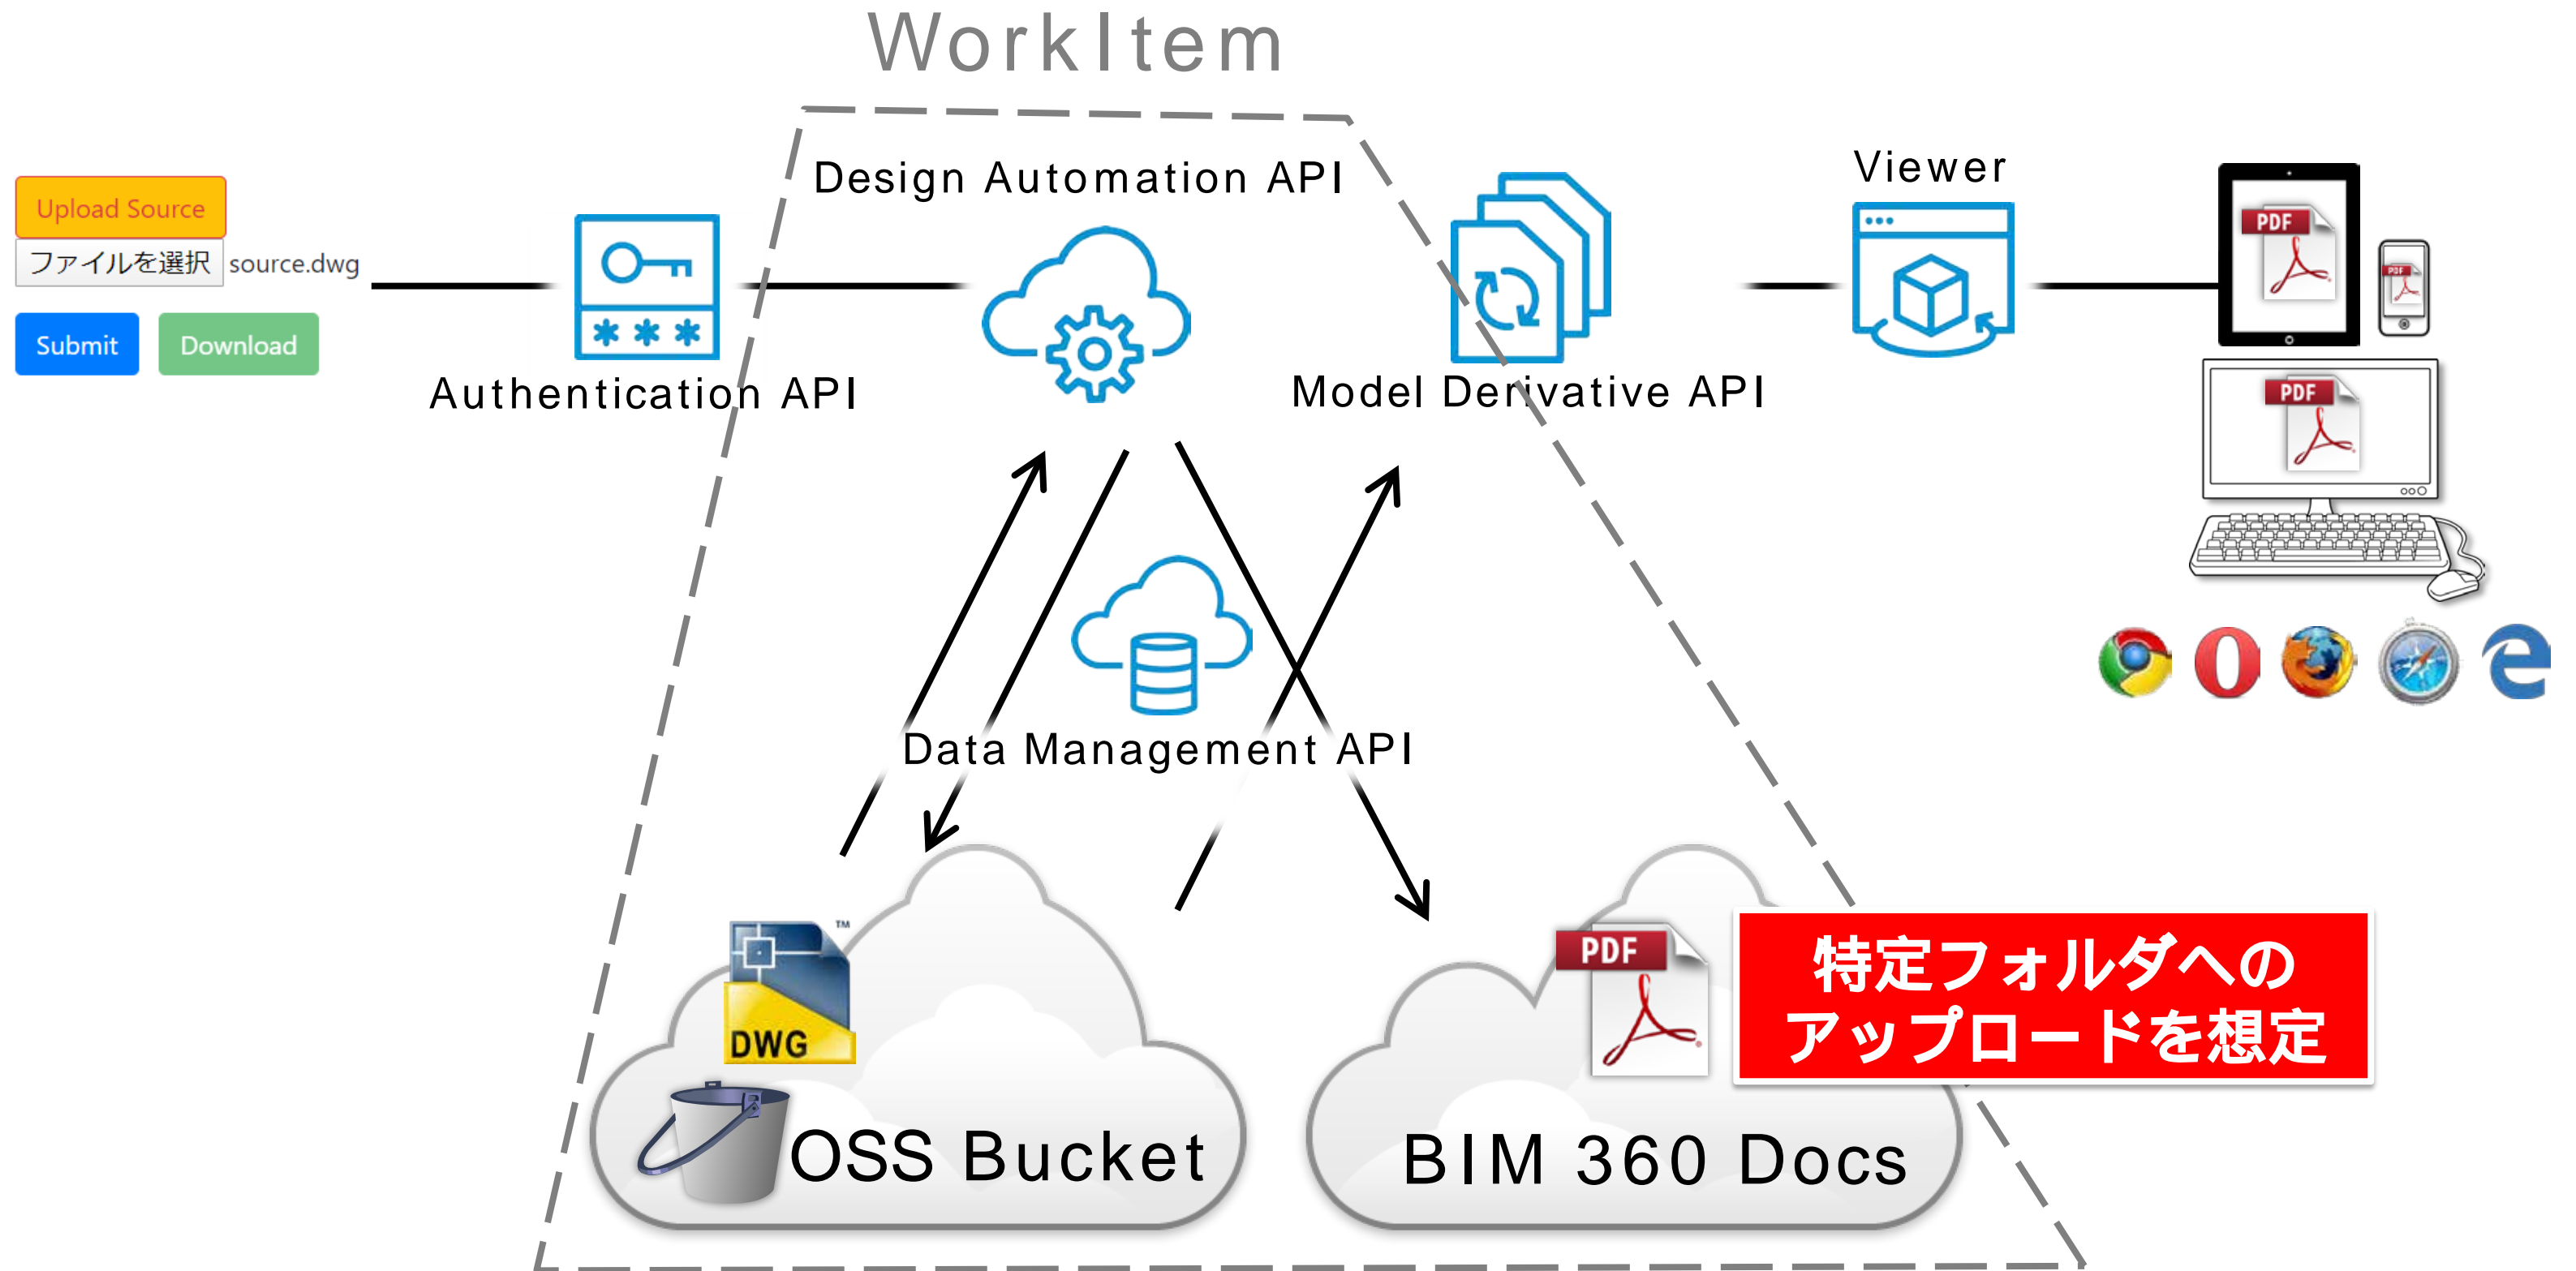 WorkItem
Design Automation API
Viewer
Upload Source
ファイルを選択 source.dwg
Submit
Download
***
Authentication API
Model Derivative API
PDF
PDF
PDF
Data Management API
DWG
™
OSS Bucket
PDF
BIM 360 Docs
特定フォルダへの
アップロードを想定